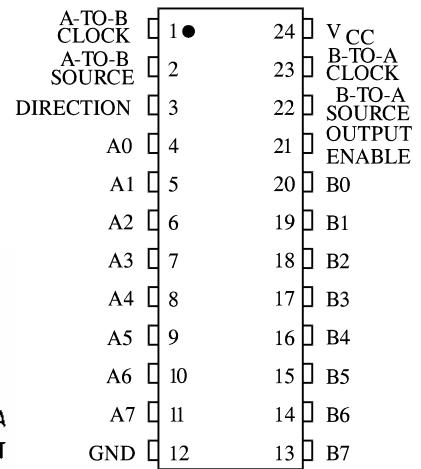 A-TO-B
CLOCK 1 24 VCC
A-TO-B
SOURCE 2 23 B-TO-A
CLOCK
DIRECTION 3 22 B-TO-A
SOURCE
A0 4 21 OUTPUT
ENABLE
A1 5 20 B0
A2 6 19 B1
A3 7 18 B2
A4 8 17 B3
A5 9 16 B4
A6 10 15 B5
A7 11 14 B6
GND 12 13 B7